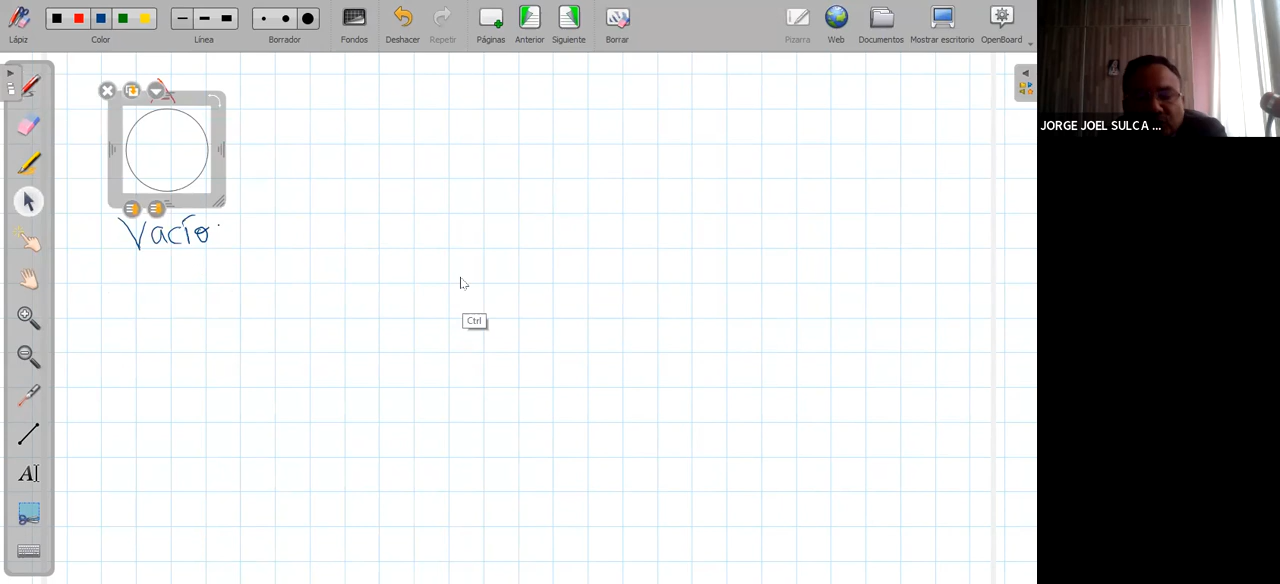 Lápiz
Color
Línea
Borrador
Fondos
Deshacer
Repetir
Páginas
Anterior
Siguiente
Borrar
Pizarra
Web
Documentos
Mostrar escritorio
OpenBoard
JORGE JOEL SULCA ...
A
Vacío
Ctrl
AI